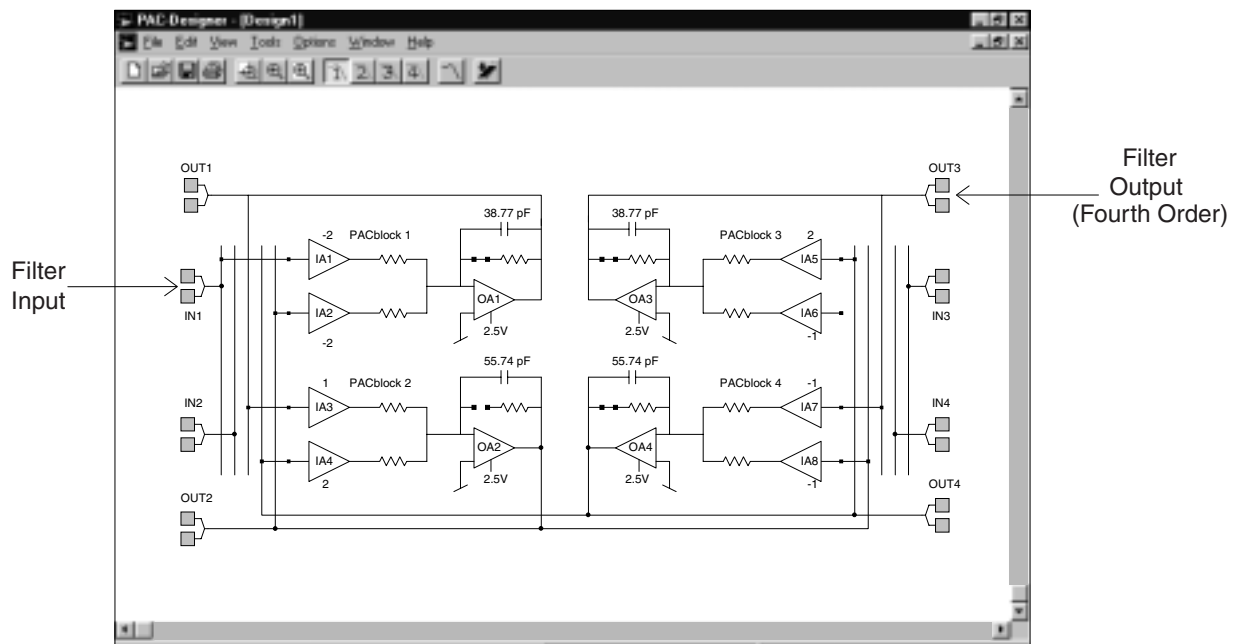 PAC-Designer - [Design1]
File Edit View Tools Options Window Help
1 2 3 4
OUT1
OUT3
Filter
Output
(Fourth Order)
38.77 pF
38.77 pF
-2
PACblock 1
PACblock 3
2
IA1
IA5
Filter
Input
OA1
OA3
IN1
IA2
IA6
IN3
2.5V
2.5V
-2
-1
55.74 pF
55.74 pF
1
PACblock 2
PACblock 4
-1
IN2
IA3
IA7
IN4
OA2
OA4
IA4
IA8
2.5V
2.5V
2
-1
OUT2
OUT4